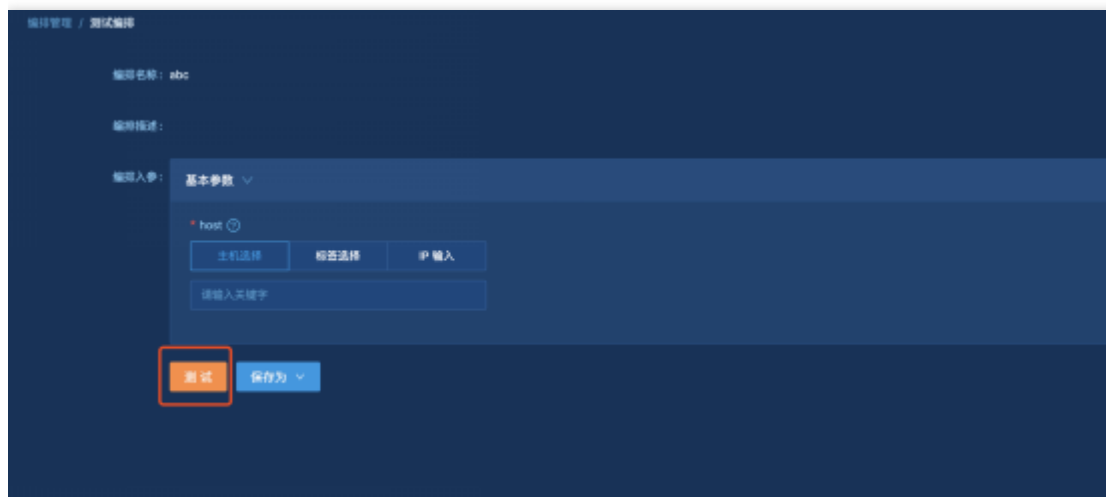 编排管理 / 测试编排
编排名称： abc
编排描述：
编排入参：
基本参数
* host ?
主机选择 标签选择 IP 输入
请输入关键字
测 试 保存为